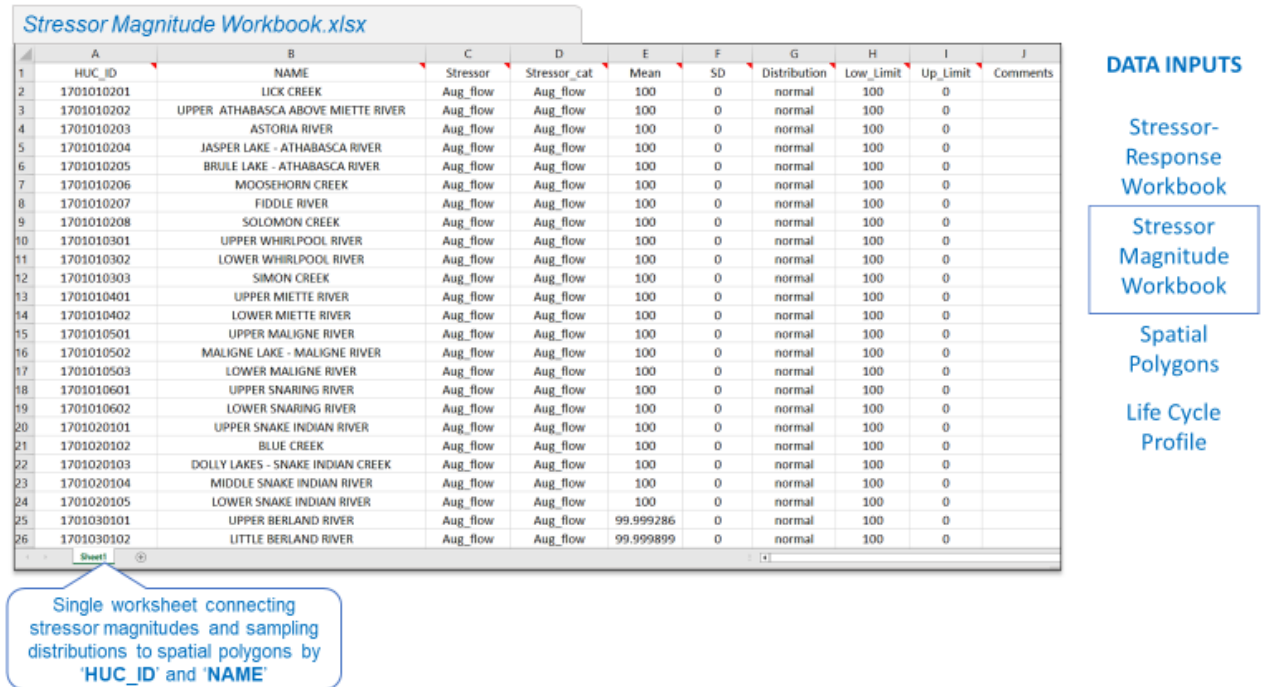 Stressor Magnitude Workbook.xlsx
A B C D E F G H I J
1 HUC_ID NAME Stressor Stressor_cat Mean SD Distribution Low_Limit Up_Limit Comments
2 1701010201 LICK CREEK Aug_flow Aug_flow 100 0 normal 100 0
3 1701010202 UPPER ATHABASCA ABOVE MIETTE RIVER Aug_flow Aug_flow 100 0 normal 100 0
4 1701010203 ASTORIA RIVER Aug_flow Aug_flow 100 0 normal 100 0
5 1701010204 JASPER LAKE - ATHABASCA RIVER Aug_flow Aug_flow 100 0 normal 100 0
6 1701010205 BRULE LAKE - ATHABASCA RIVER Aug_flow Aug_flow 100 0 normal 100 0
7 1701010206 MOOSEHORN CREEK Aug_flow Aug_flow 100 0 normal 100 0
8 1701010207 FIDDLE RIVER Aug_flow Aug_flow 100 0 normal 100 0
9 1701010208 SOLOMON CREEK Aug_flow Aug_flow 100 0 normal 100 0
10 1701010301 UPPER WHIRLPOOL RIVER Aug_flow Aug_flow 100 0 normal 100 0
11 1701010302 LOWER WHIRLPOOL RIVER Aug_flow Aug_flow 100 0 normal 100 0
12 1701010303 SIMON CREEK Aug_flow Aug_flow 100 0 normal 100 0
13 1701010401 UPPER MIETTE RIVER Aug_flow Aug_flow 100 0 normal 100 0
14 1701010402 LOWER MIETTE RIVER Aug_flow Aug_flow 100 0 normal 100 0
15 1701010501 UPPER MALIGNE RIVER Aug_flow Aug_flow 100 0 normal 100 0
16 1701010502 MALIGNE LAKE - MALIGNE RIVER Aug_flow Aug_flow 100 0 normal 100 0
17 1701010503 LOWER MALIGNE RIVER Aug_flow Aug_flow 100 0 normal 100 0
18 1701010601 UPPER SNARING RIVER Aug_flow Aug_flow 100 0 normal 100 0
19 1701010602 LOWER SNARING RIVER Aug_flow Aug_flow 100 0 normal 100 0
20 1701020101 UPPER SNAKE INDIAN RIVER Aug_flow Aug_flow 100 0 normal 100 0
21 1701020102 BLUE CREEK Aug_flow Aug_flow 100 0 normal 100 0
22 1701020103 DOLLY LAKES - SNAKE INDIAN CREEK Aug_flow Aug_flow 100 0 normal 100 0
23 1701020104 MIDDLE SNAKE INDIAN RIVER Aug_flow Aug_flow 100 0 normal 100 0
24 1701020105 LOWER SNAKE INDIAN RIVER Aug_flow Aug_flow 100 0 normal 100 0
25 1701030101 UPPER BERLAND RIVER Aug_flow Aug_flow 99.999286 0 normal 100 0
26 1701030102 LITTLE BERLAND RIVER Aug_flow Aug_flow 99.999899 0 normal 100 0
Sheet1
Single worksheet connecting
stressor magnitudes and sampling
distributions to spatial polygons by
‘HUC_ID’ and ‘NAME’
DATA INPUTS
Stressor-
Response
Workbook
Stressor
Magnitude
Workbook
Spatial
Polygons
Life Cycle
Profile